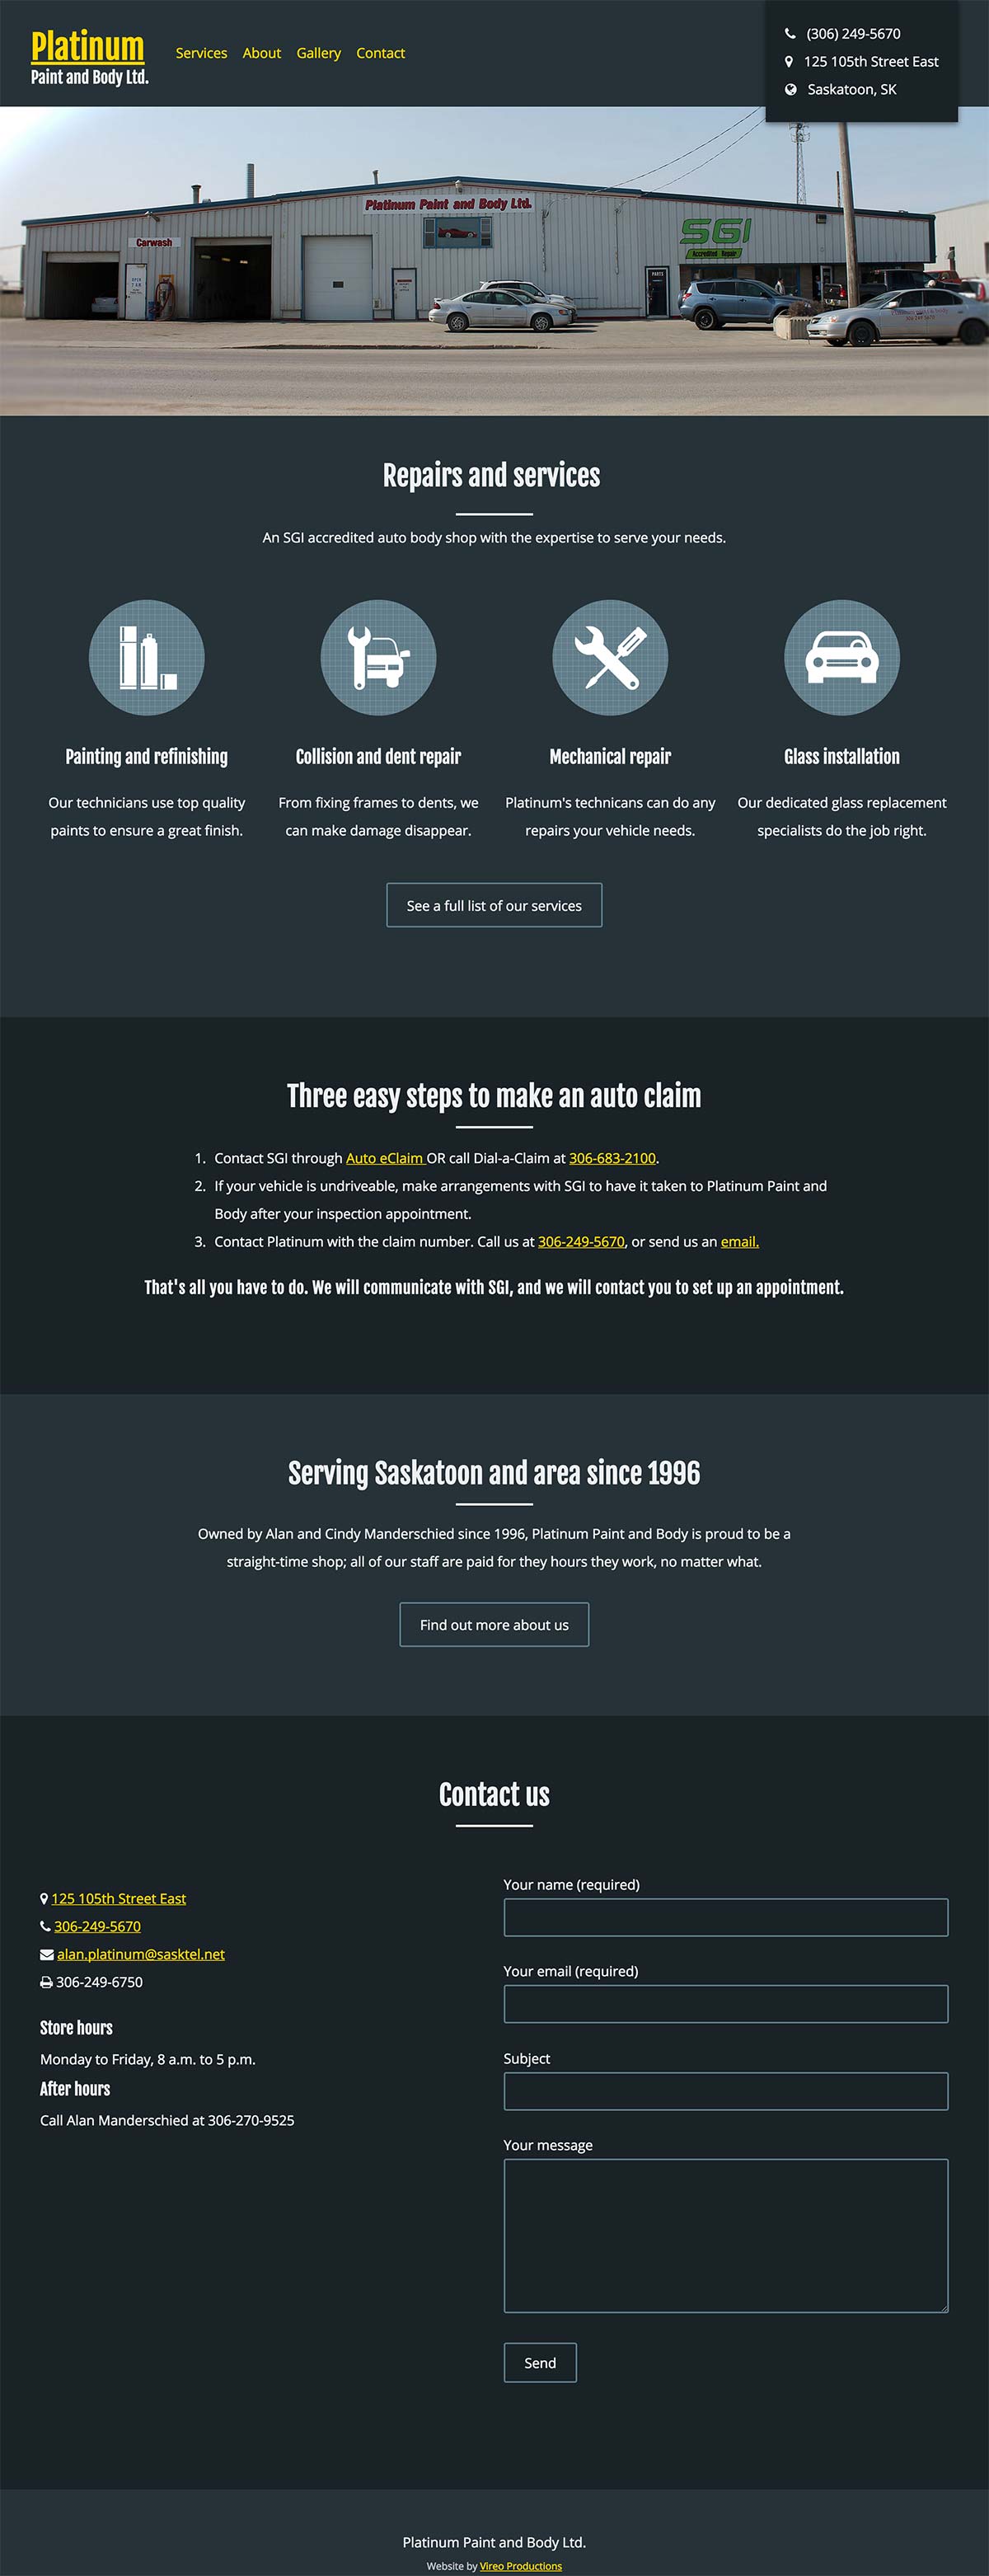 Platinum
Paint and Body Ltd.
Services About Gallery Contact
(306) 249-5670
125 105th Street East
Saskatoon, SK
Platinum Paint and Body Ltd.
Carwash
SGI
Accredited Repair
OPEN
PARTS
Repairs and services
An SGI accredited auto body shop with the expertise to serve your needs.
Painting and refinishing
Our technicians use top quality
paints to ensure a great finish.
Collision and dent repair
From fixing frames to dents, we
can make damage disappear.
Mechanical repair
Platinum's technicans can do any
repairs your vehicle needs.
Glass installation
Our dedicated glass replacement
specialists do the job right.
See a full list of our services
Three easy steps to make an auto claim
1. Contact SGI through Auto eClaim OR call Dial-a-Claim at 306-683-2100.
2. If your vehicle is undriveable, make arrangements with SGI to have it taken to Platinum Paint and
Body after your inspection appointment.
3. Contact Platinum with the claim number. Call us at 306-249-5670, or send us an email.
That's all you have to do. We will communicate with SGI, and we will contact you to set up an appointment.
Serving Saskatoon and area since 1996
Owned by Alan and Cindy Manderschied since 1996, Platinum Paint and Body is proud to be a
straight-time shop; all of our staff are paid for they hours they work, no matter what.
Find out more about us
Contact us
125 105th Street East
306-249-5670
alan.platinum@sasktel.net
306-249-6750
Store hours
Monday to Friday, 8 a.m. to 5 p.m.
After hours
Call Alan Manderschied at 306-270-9525
Your name (required)
Your email (required)
Subject
Your message
Send
Platinum Paint and Body Ltd.
Website by Vireo Productions